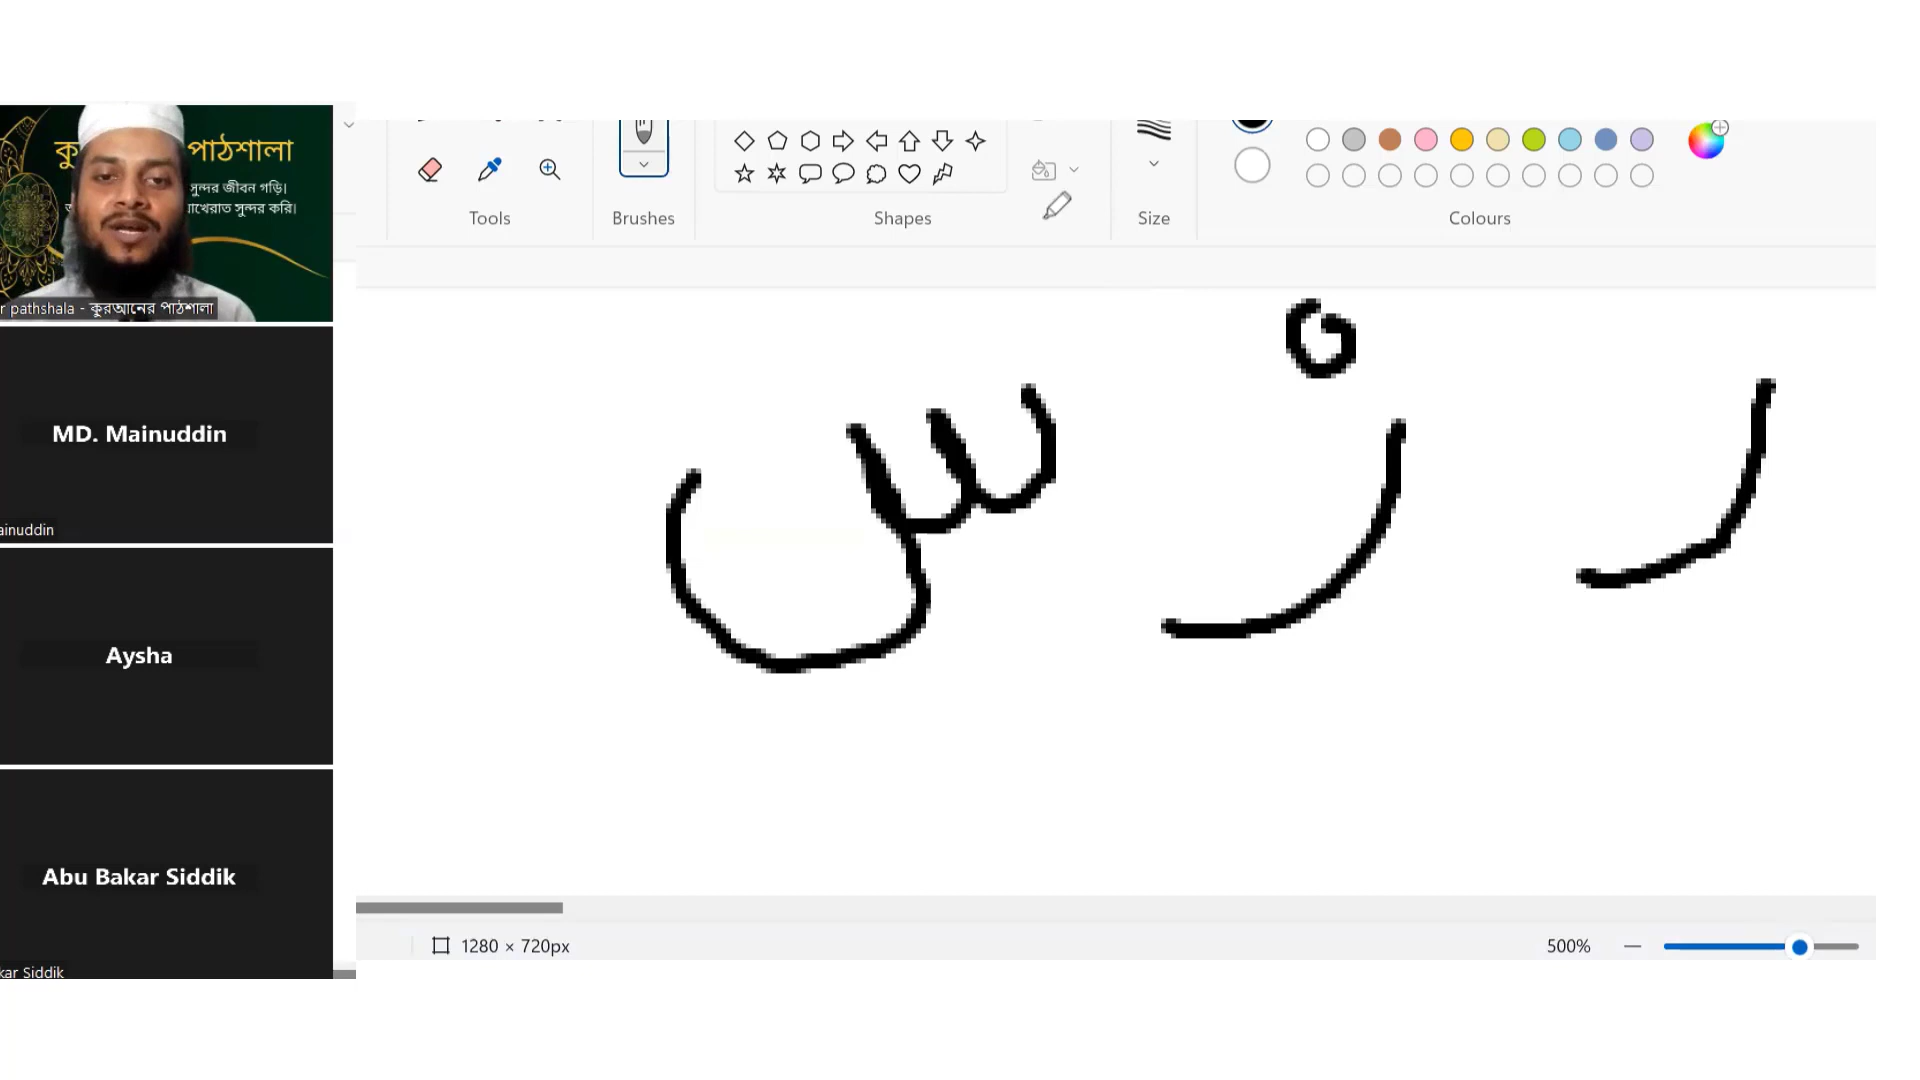 কু পাঠশালা
সুন্দর জীবন গড়ি।
াখেরাত সুন্দর করি।
r pathshala - কুরআনের পাঠশালা
MD. Mainuddin
ainuddin
Aysha
Abu Bakar Siddik
kar Siddik
Tools
Brushes
Shapes
Size
Colours
ر ز س
1280 × 720px
500%